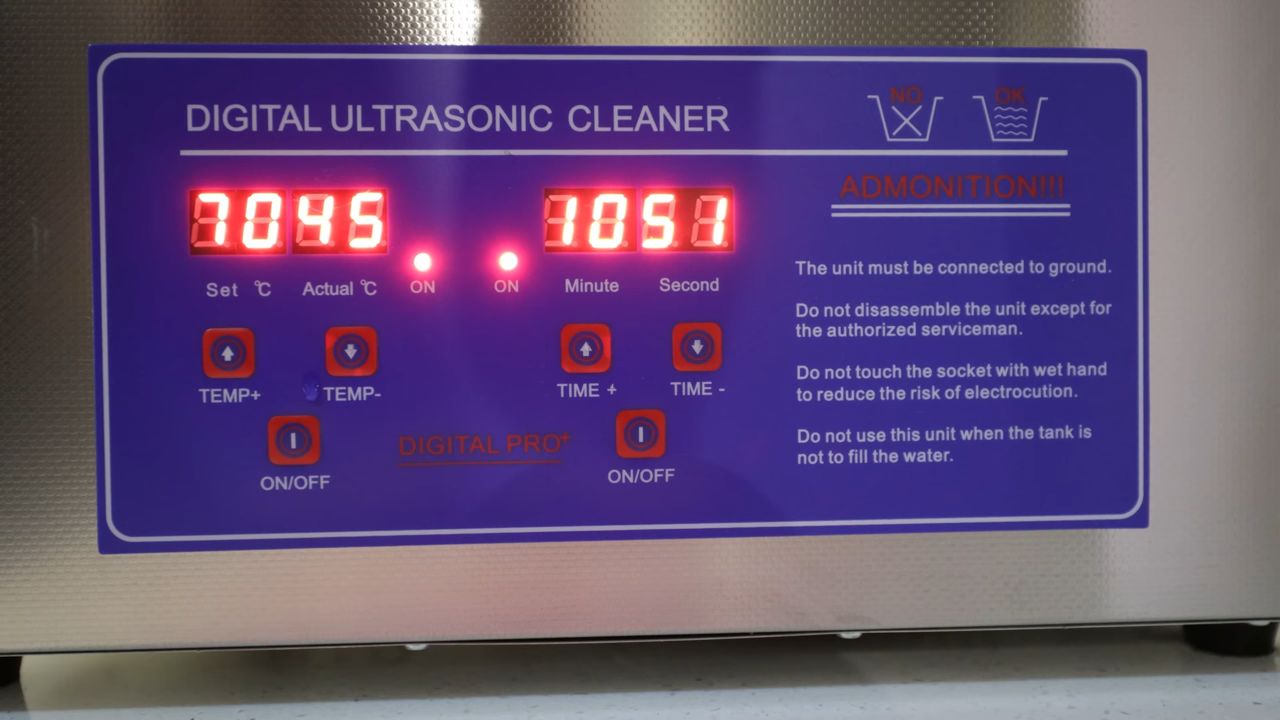 DIGITAL ULTRASONIC CLEANER
NO OK
ADMONITION!!!
7045 1051
Set °C Actual °C ON ON Minute Second
The unit must be connected to ground.
Do not disassemble the unit except for
the authorized serviceman.
Do not touch the socket with wet hand
to reduce the risk of electrocution.
Do not use this unit when the tank is
not to fill the water.
TEMP+ TEMP- TIME + TIME -
DIGITAL PRO+
ON/OFF ON/OFF